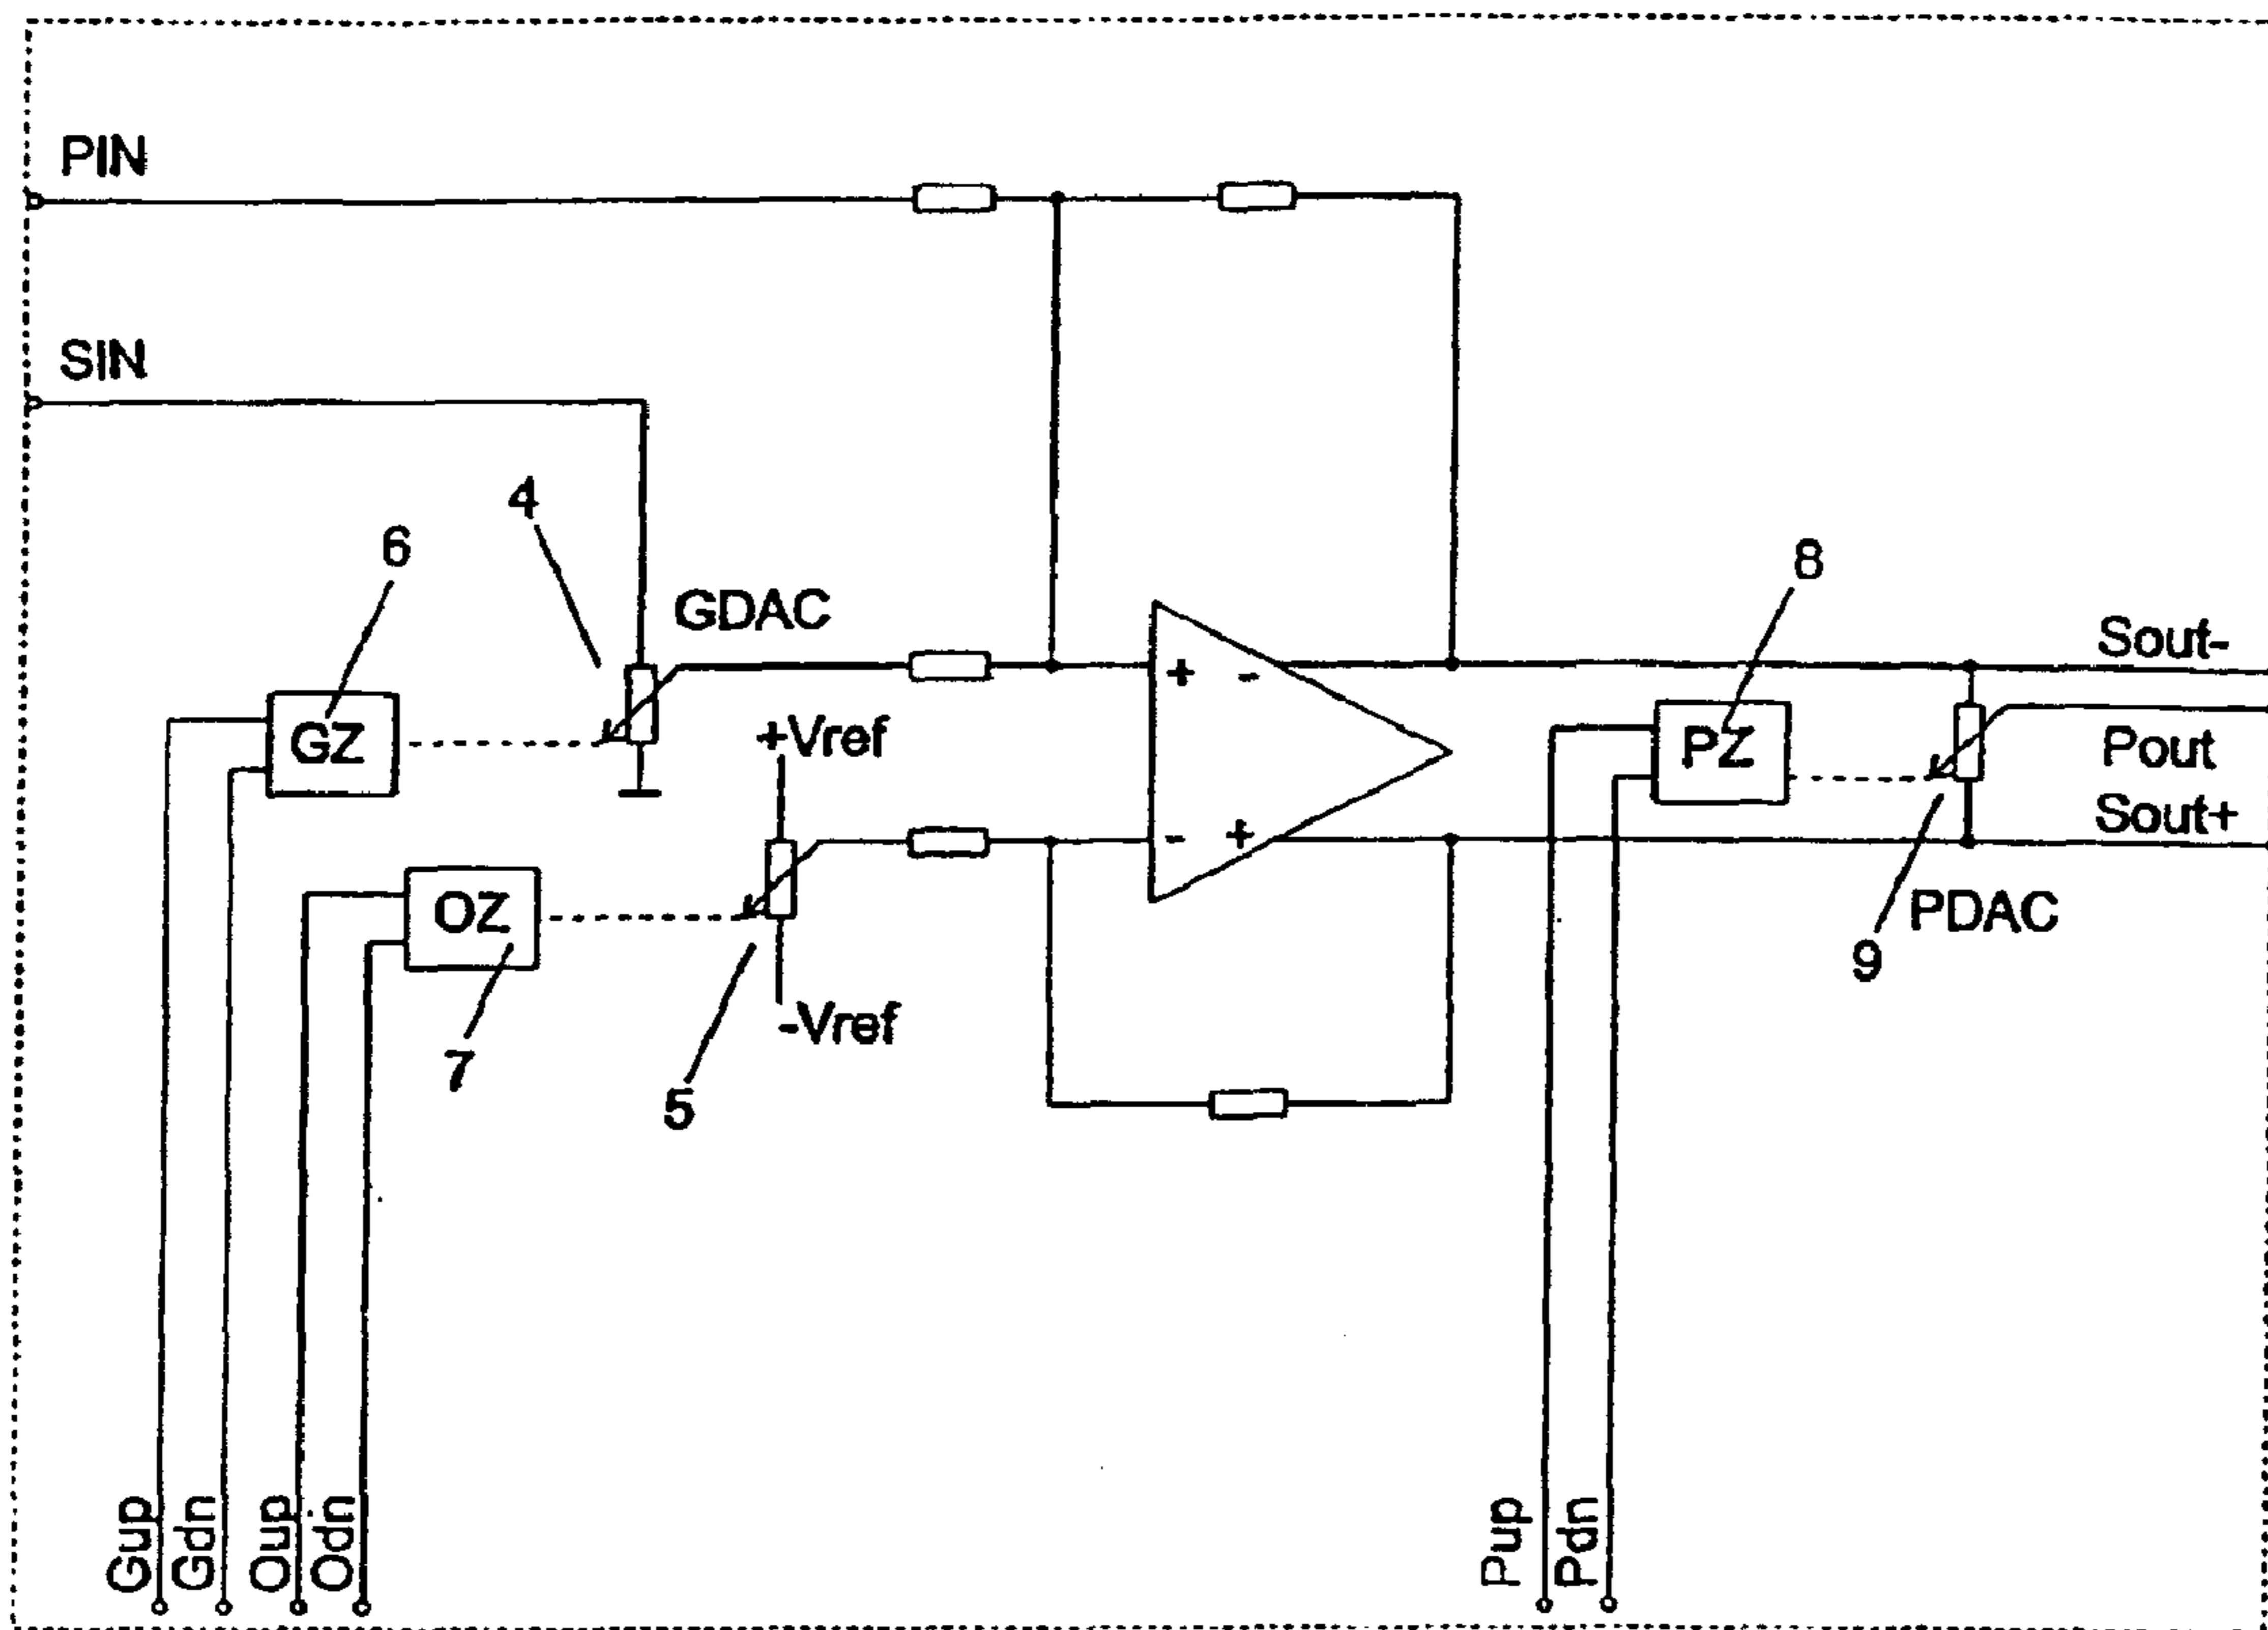 PIN
SIN
4
6
GDAC
8
Sout-
+Vref
GZ
+ -
PZ
Pout
Sout+
- +
OZ
PDAC
9
-Vref
7
5
Gup
Gdn
Oup
Odn
Pup
Pdn